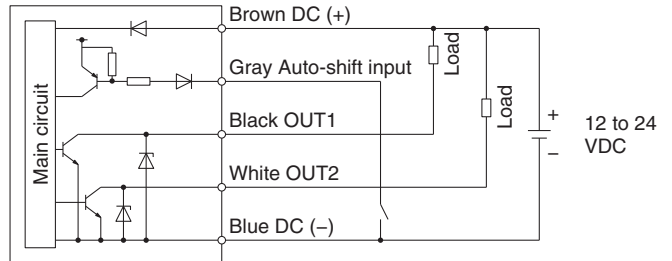 Brown DC (+)
Gray Auto-shift input
Load
Load
Main circuit
Black OUT1
+
12 to 24
VDC
−
White OUT2
Blue DC (−)